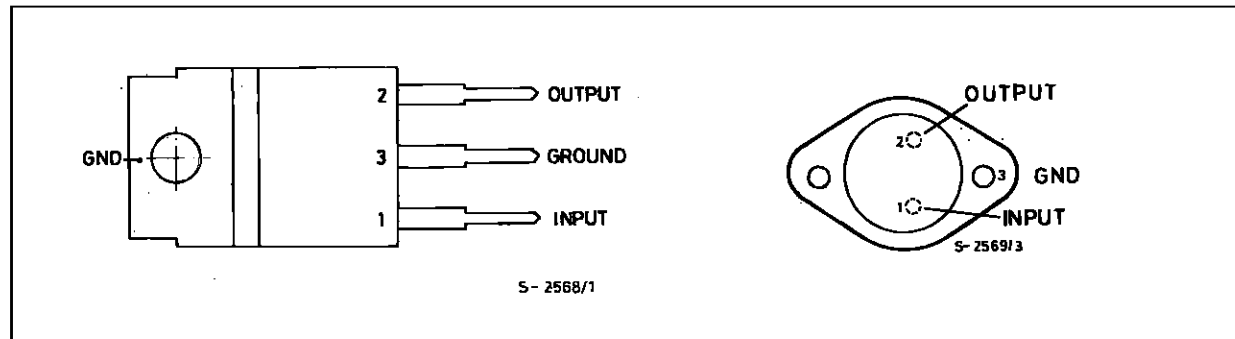 2 OUTPUT
GND
3 GROUND
1 INPUT
S-2568/1
OUTPUT
2
3 GND
1
INPUT
S-2569/3